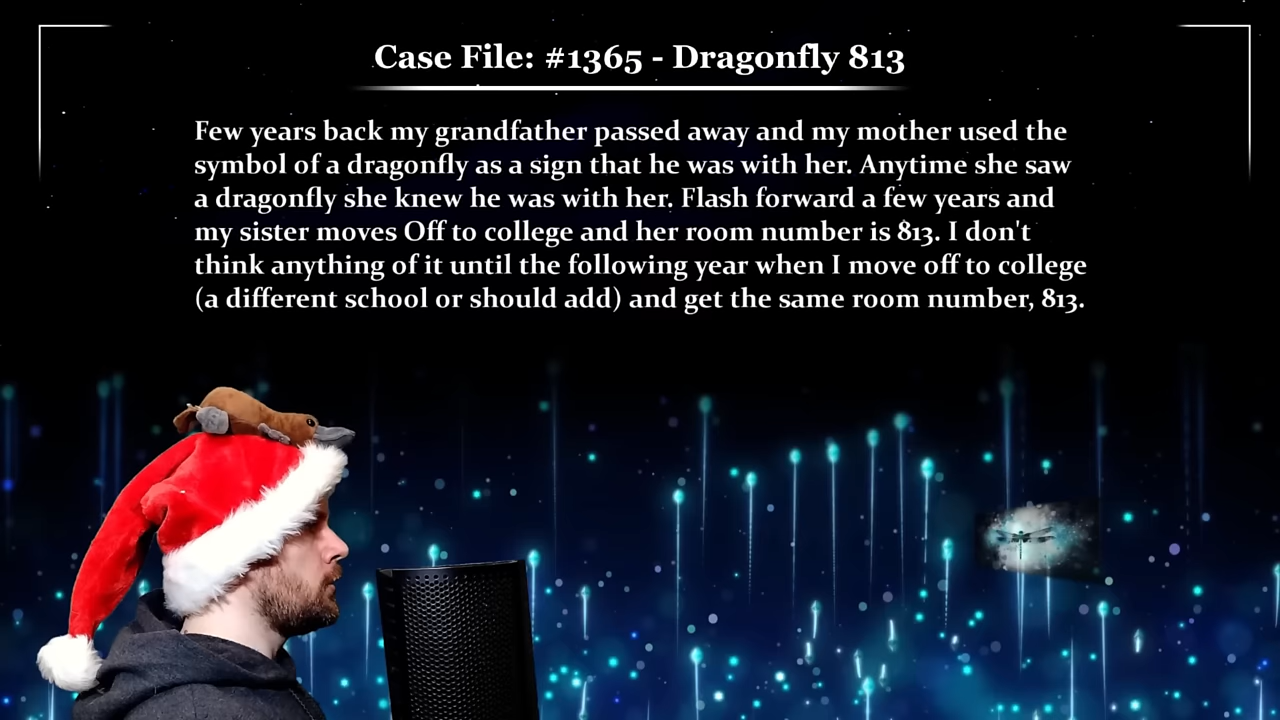 Case File: #1365 - Dragonfly 813
Few years back my grandfather passed away and my mother used the
symbol of a dragonfly as a sign that he was with her. Anytime she saw
a dragonfly she knew he was with her. Flash forward a few years and
my sister moves Off to college and her room number is 813. I don't
think anything of it until the following year when I move off to college
(a different school or should add) and get the same room number, 813.